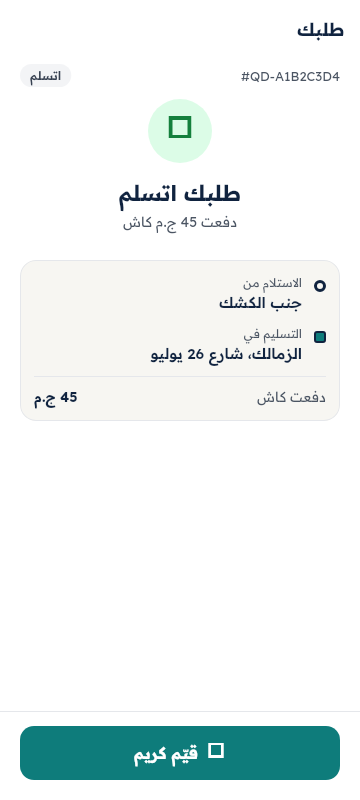 طلبك
#QD-A1B2C3D4
اتسلم
طلبك اتسلم
دفعت 45 ج.م كاش
الاستلام من
جنب الكشك
التسليم في
الزمالك، شارع 26 يوليو
دفعت كاش
45 ج.م
قيّم كريم